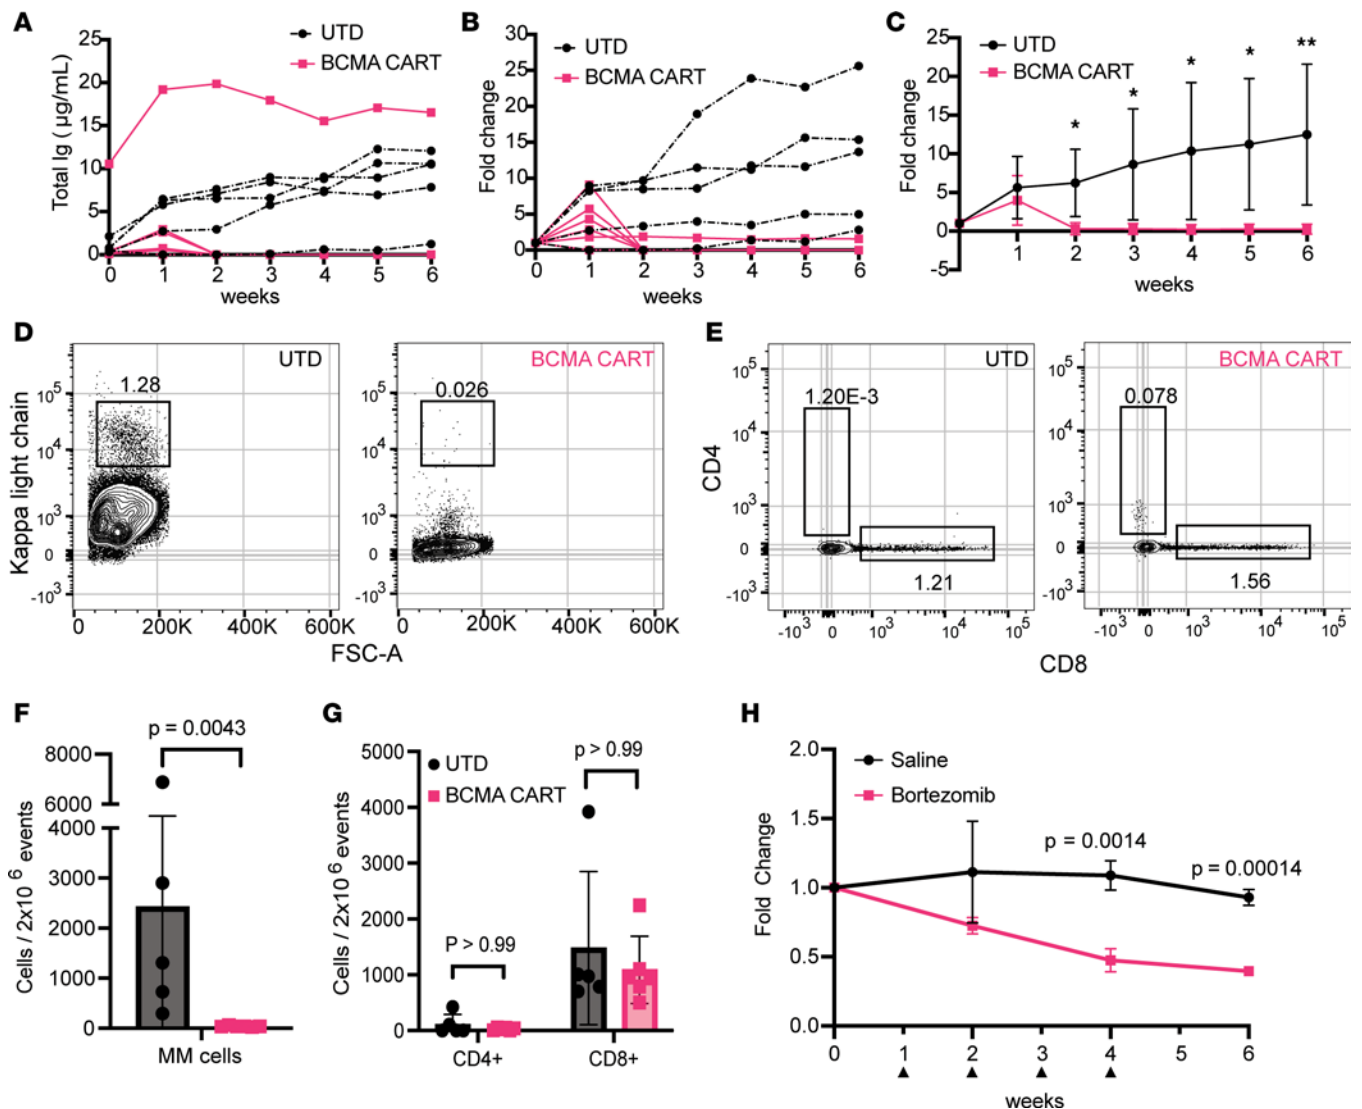 A
Total Ig ( µg/mL)
25
20
15
10
5
0
0 1 2 3 4 5 6
weeks
UTD
BCMA CART
B
Fold change
30
25
20
15
10
5
0
0 1 2 3 4 5 6
weeks
UTD
BCMA CART
C
Fold change
25
20
15
10
5
0
-5
1 2 3 4 5 6
weeks
UTD
BCMA CART
* * * * **
D
Kappa light chain
10^5
10^4
10^3
0
-10^3
UTD
1.28
0 200K 400K 600K
10^5
10^4
10^3
0
-10^3
BCMA CART
0.026
0 200K 400K 600K
FSC-A
E
CD4
10^5
10^4
10^3
0
-10^3
UTD
1.20E-3
1.21
-10^3 0 10^3 10^4 10^5
10^5
10^4
10^3
0
-10^3
BCMA CART
0.078
1.56
-10^3 0 10^3 10^4 10^5
CD8
F
p = 0.0043
Cells / 2x10^6 events
8000
6000
4000
3000
2000
1000
0
MM cells
G
Cells / 2x10^6 events
5000
4000
3000
2000
1000
0
UTD
BCMA CART
p > 0.99
P > 0.99
CD4+ CD8+
H
Fold Change
2.0
1.5
1.0
0.5
0.0
Saline
Bortezomib
p = 0.0014
p = 0.00014
0 1 2 3 4 5 6
weeks